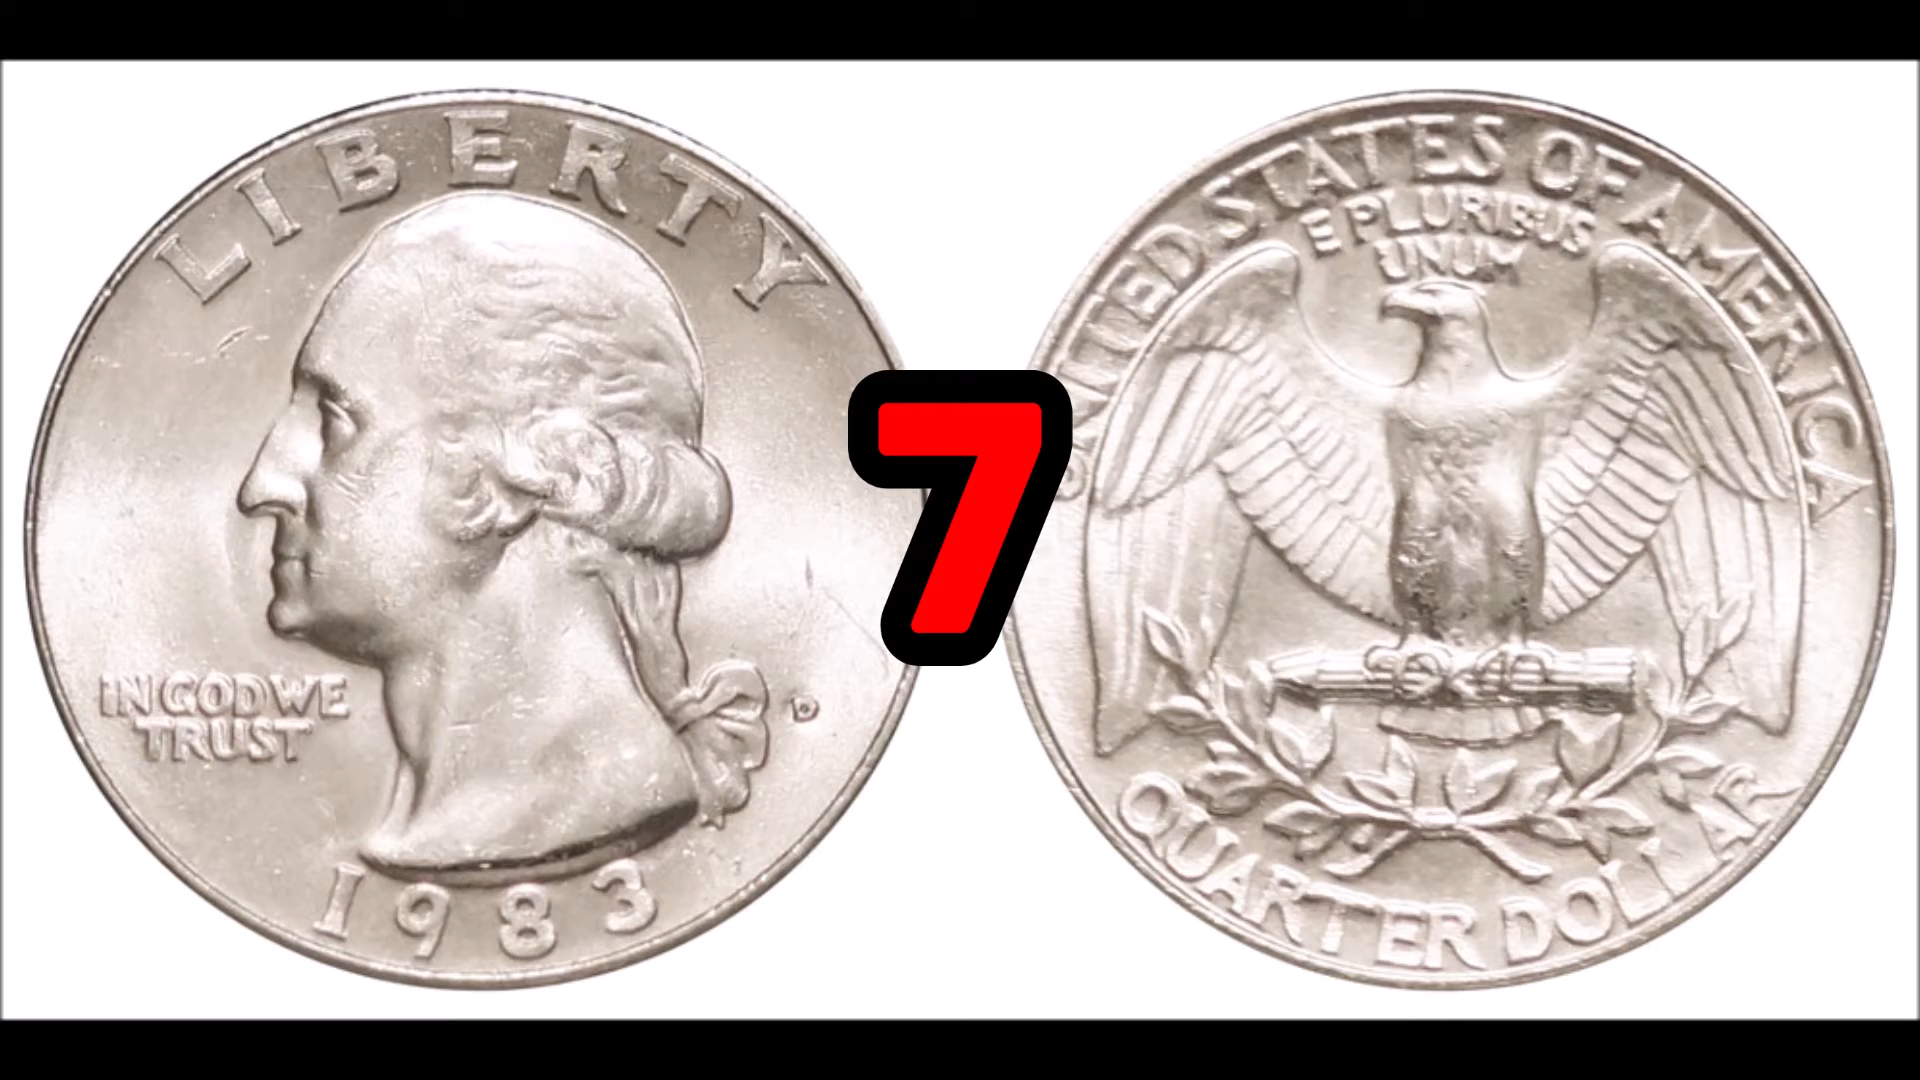 LIBERTY
IN GOD WE
TRUST
D
1983
7
UNITED STATES OF AMERICA
E PLURIBUS
UNUM
QUARTER DOLLAR